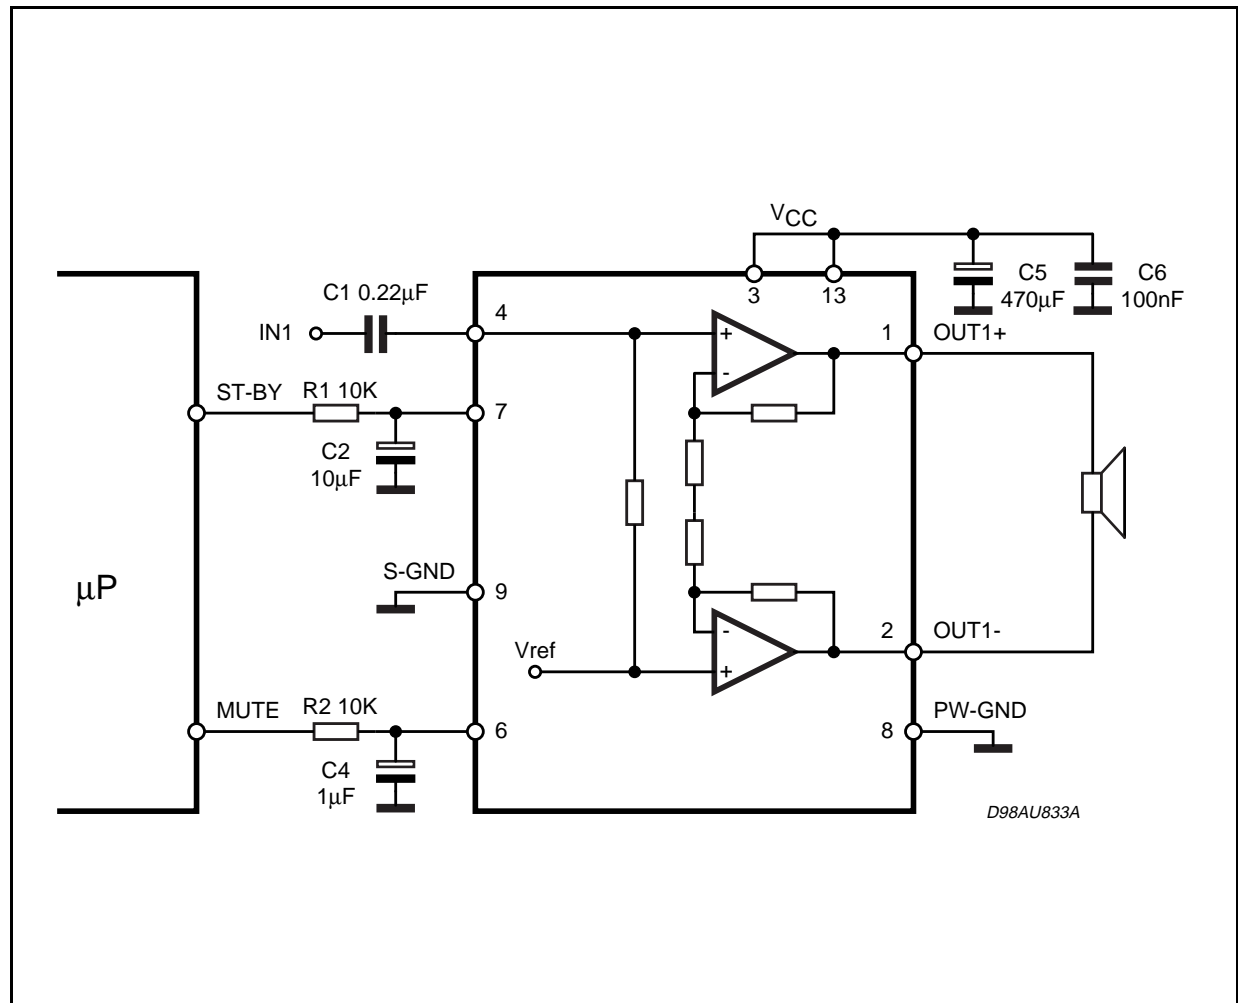 VCC
C1 0.22µF
4
3
13
C5
470µF
C6
100nF
IN1
+
1
OUT1+
-
ST-BY
R1 10K
7
C2
10µF
S-GND
9
µP
-
2
OUT1-
Vref
+
MUTE
R2 10K
6
8
PW-GND
C4
1µF
D98AU833A